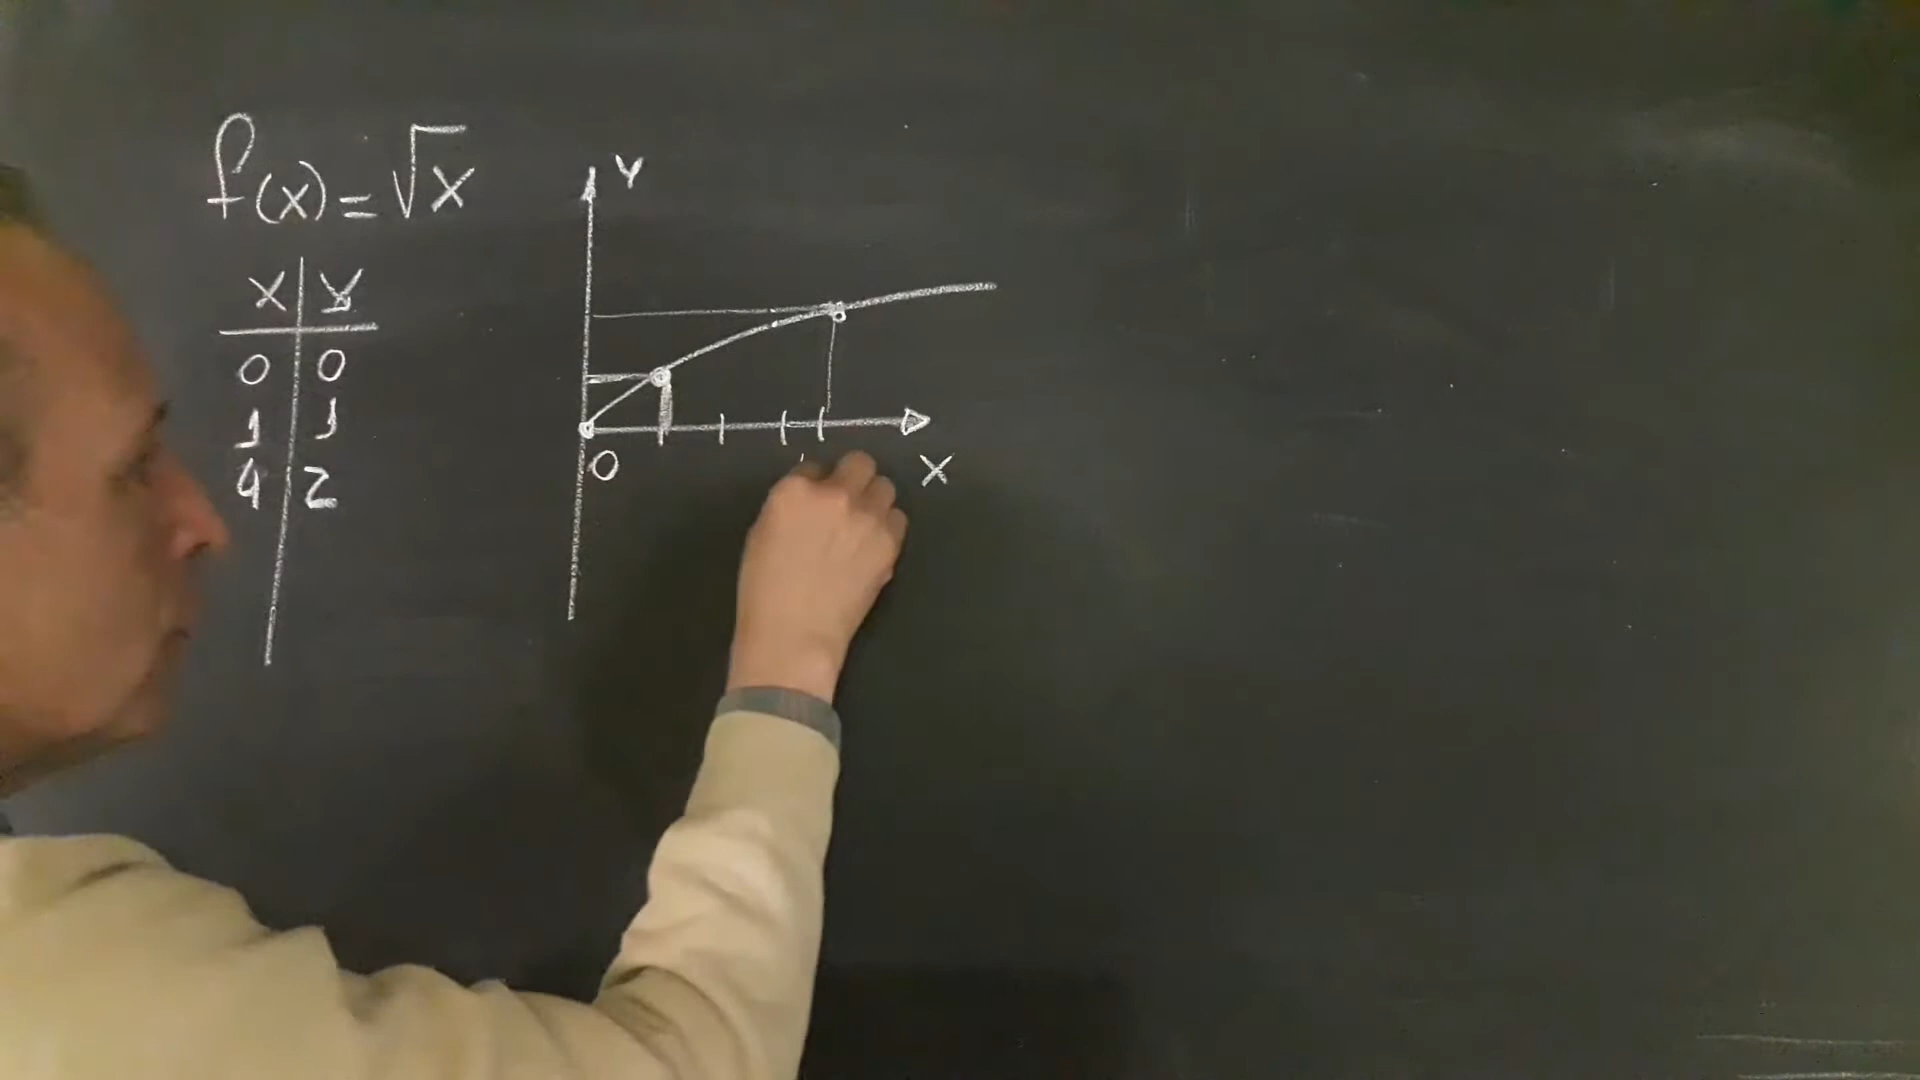 f(x) = √x
x | y
0 | 0
1 | 1
4 | 2
y
0
x